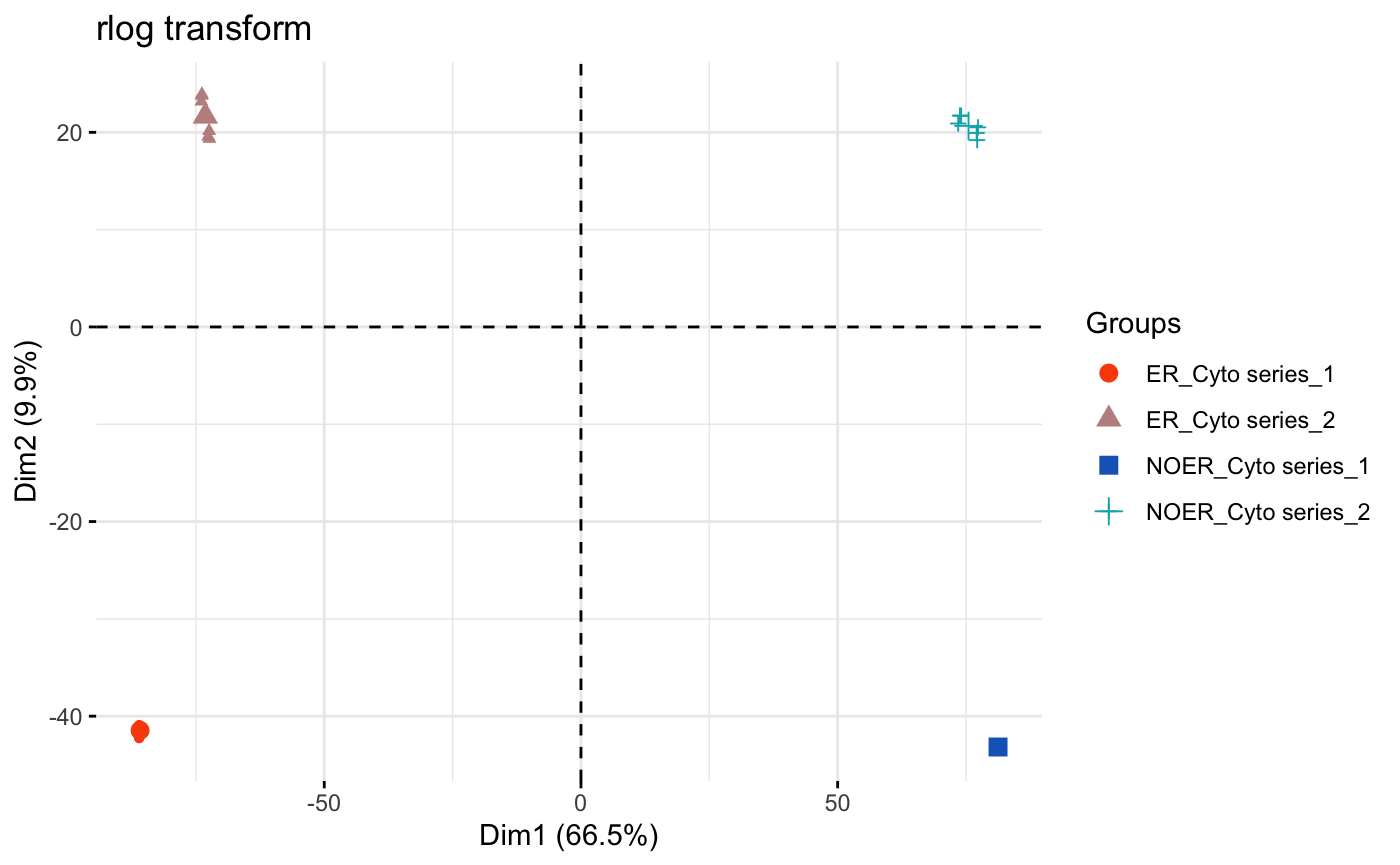 rlog transform
20
0
-20
-40
Dim2 (9.9%)
-50
0
50
Dim1 (66.5%)
Groups
ER_Cyto series_1
ER_Cyto series_2
NOER_Cyto series_1
NOER_Cyto series_2